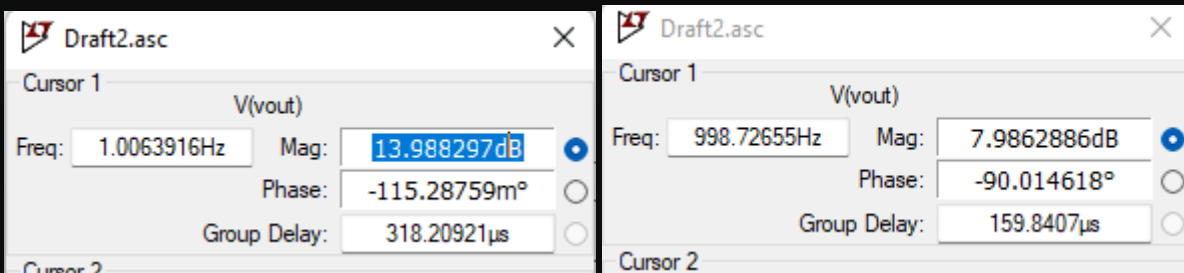 Draft2.asc
Cursor 1
V(vout)
Freq: 1.0063916Hz Mag: 13.988297dB
Phase: -115.28759m°
Group Delay: 318.20921µs
Cursor 2
Draft2.asc
Cursor 1
V(vout)
Freq: 998.72655Hz Mag: 7.9862886dB
Phase: -90.014618°
Group Delay: 159.8407µs
Cursor 2